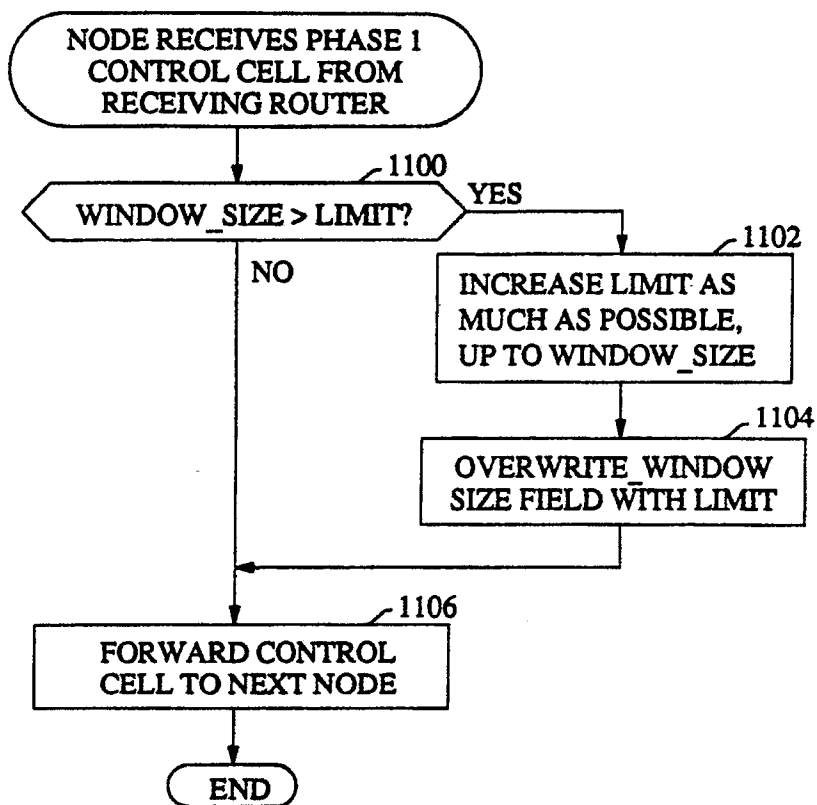 NODE RECEIVES PHASE 1
CONTROL CELL FROM
RECEIVING ROUTER
1100
WINDOW_SIZE > LIMIT?
YES
NO
1102
INCREASE LIMIT AS
MUCH AS POSSIBLE,
UP TO WINDOW_SIZE
1104
OVERWRITE_WINDOW
SIZE FIELD WITH LIMIT
1106
FORWARD CONTROL
CELL TO NEXT NODE
END